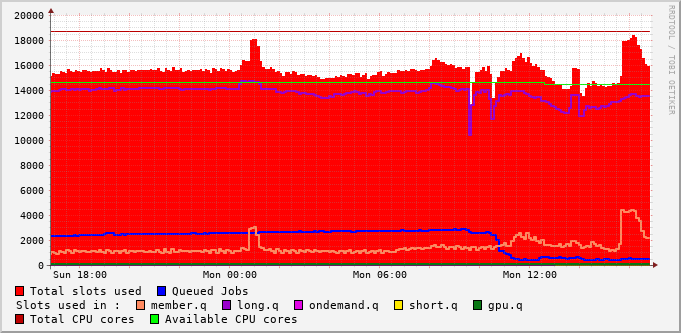 20000
18000
16000
14000
12000
10000
8000
6000
4000
2000
0
Sun 18:00 Mon 00:00 Mon 06:00 Mon 12:00
RRDTOOL / TOBI OETIKER
Total slots used Queued Jobs
Slots used in : member.q long.q ondemand.q short.q gpu.q
Total CPU cores Available CPU cores